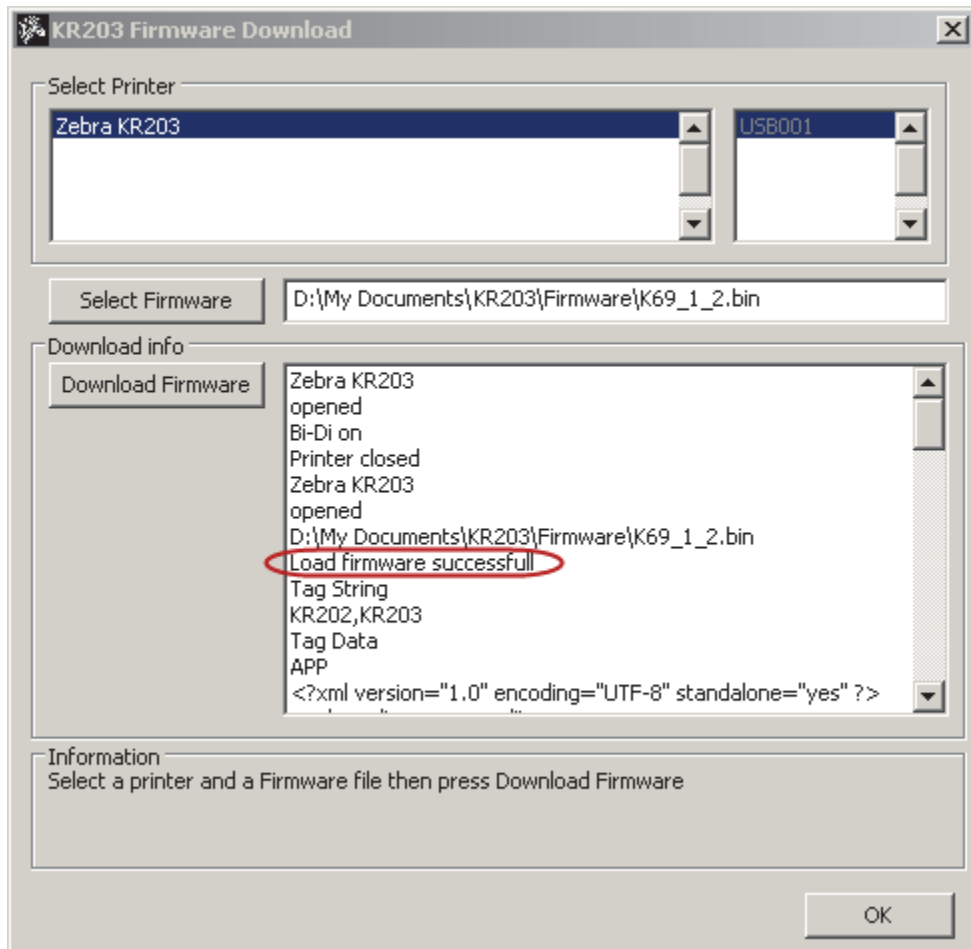 KR203 Firmware Download
Select Printer
Zebra KR203
USB001
Select Firmware
D:\My Documents\KR203\Firmware\K69_1_2.bin
Download info
Download Firmware
Zebra KR203
opened
Bi-Di on
Printer closed
Zebra KR203
opened
D:\My Documents\KR203\Firmware\K69_1_2.bin
Load firmware successfull
Tag String
KR202,KR203
Tag Data
APP
<?xml version="1.0" encoding="UTF-8" standalone="yes" ?>
Information
Select a printer and a Firmware file then press Download Firmware
OK